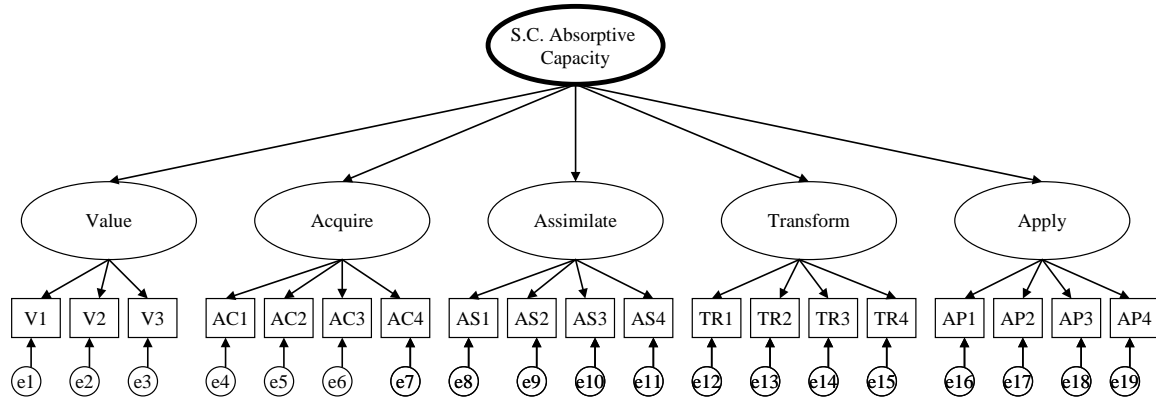 S.C. Absorptive
Capacity
Value Acquire Assimilate Transform Apply
V1 V2 V3 AC1 AC2 AC3 AC4 AS1 AS2 AS3 AS4 TR1 TR2 TR3 TR4 AP1 AP2 AP3 AP4
e1 e2 e3 e4 e5 e6 e7 e8 e9 e10 e11 e12 e13 e14 e15 e16 e17 e18 e19